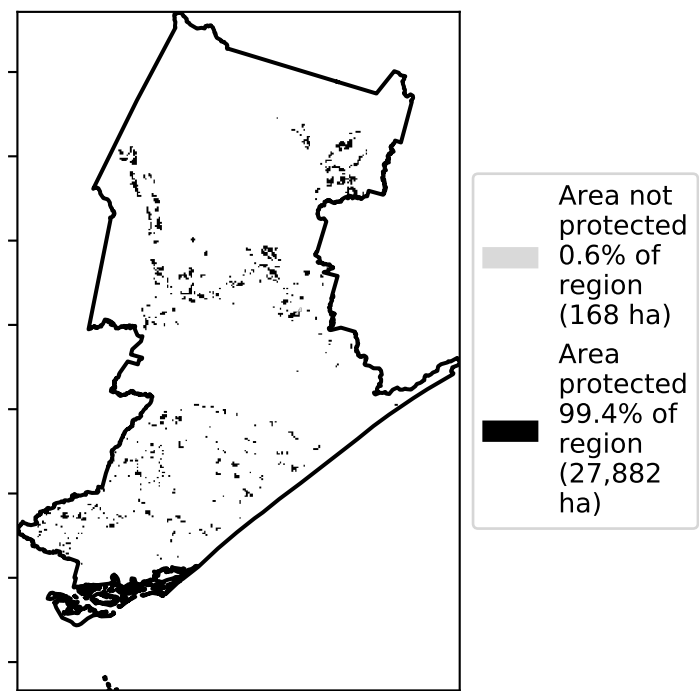 Area not
protected
0.6% of
region
(168 ha)
Area
protected
99.4% of
region
(27,882
ha)